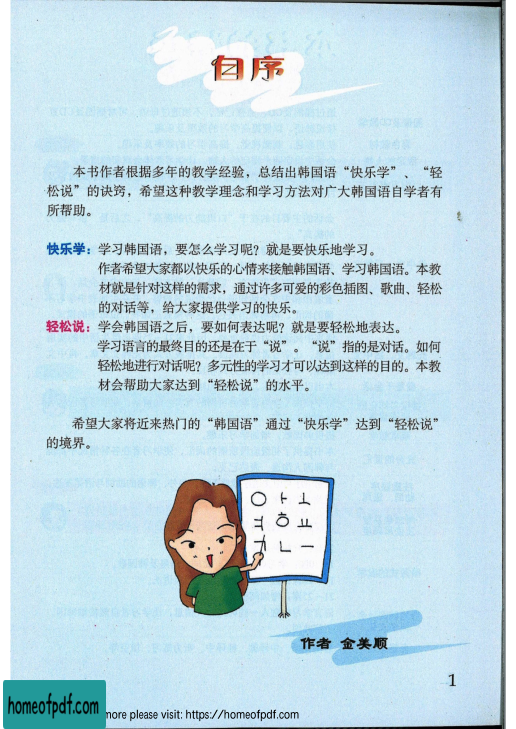 自序
本书作者根据多年的教学经验，总结出韩国语“快乐学”、“轻
松说”的诀窍，希望这种教学理念和学习方法对广大韩国语自学者有
所帮助。
快乐学：学习韩国语，要怎么学习呢？就是要快乐地学习。
作者希望大家都以快乐的心情来接触韩国语、学习韩国语。本教
材就是针对这样的需求，通过许多可爱的彩色插图、歌曲、轻松
的对话等，给大家提供学习的快乐。
轻松说：学会韩国语之后，要如何表达呢？就是要轻松地表达。
学习语言的最终目的还是在于“说”。“说”指的是对话。如何
轻松地进行对话呢？多元性的学习才可以达到这样的目的。本教
材会帮助大家达到“轻松说”的水平。
希望大家将近来热门的“韩国语”通过“快乐学”达到“轻松说”
的境界。
ㅇ ㅏ ㅗ
ㅕ ㅎ ㅛ
ㅋ ㄴ ㅡ
作者 金美顺
1
homeofpdf.com
more please visit: https://homeofpdf.com